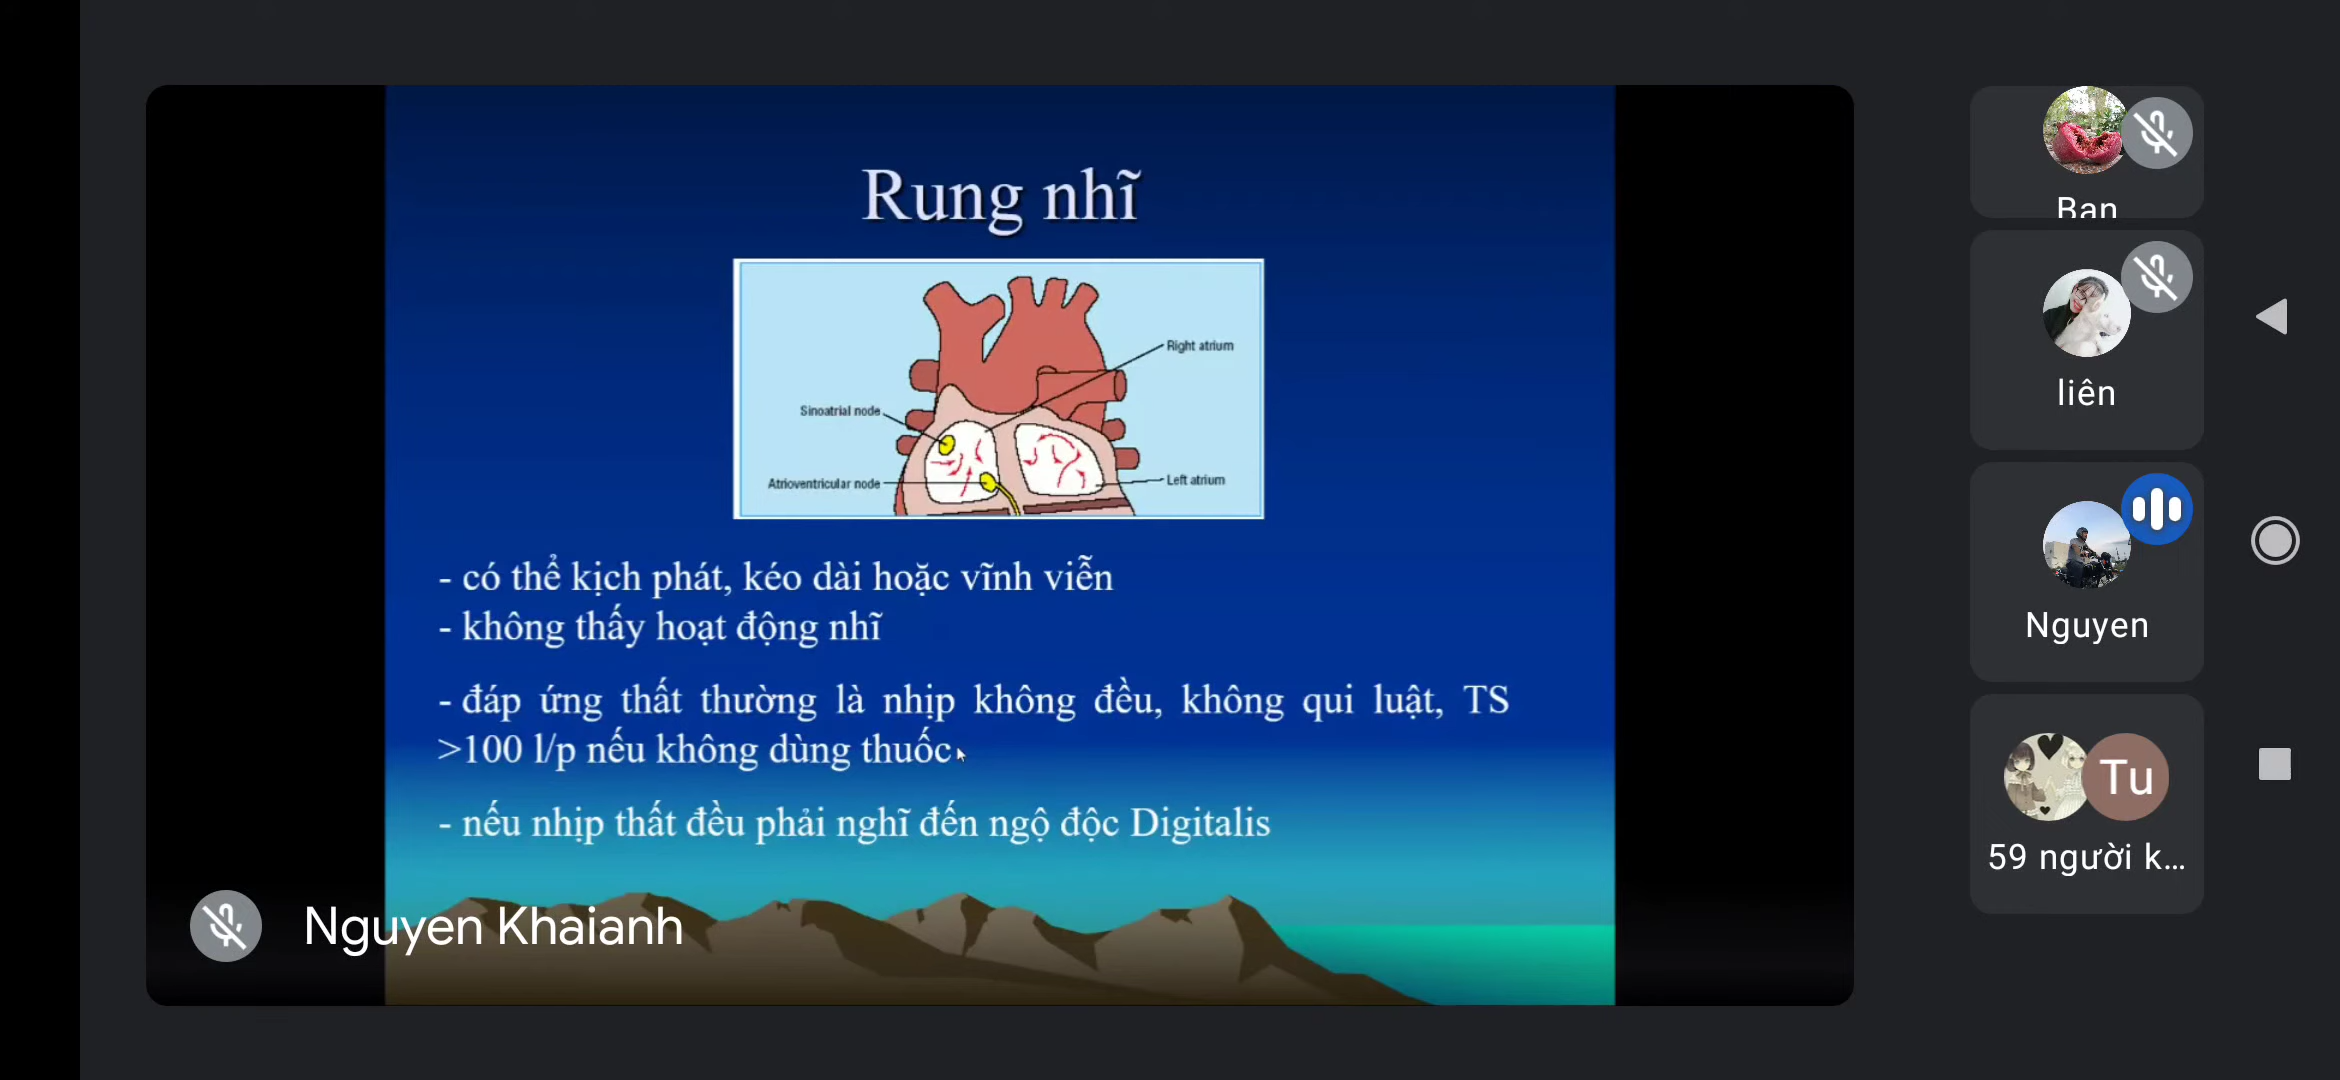 Rung nhĩ
Right atrium
Sinoatrial node
Atrioventricular node
Left atrium
- có thể kịch phát, kéo dài hoặc vĩnh viễn
- không thấy hoạt động nhĩ
- đáp ứng thất thường là nhịp không đều, không qui luật, TS
>100 l/p nếu không dùng thuốc
- nếu nhịp thất đều phải nghĩ đến ngộ độc Digitalis
Nguyen Khaianh
liên
Nguyen
Tu
59 người k...